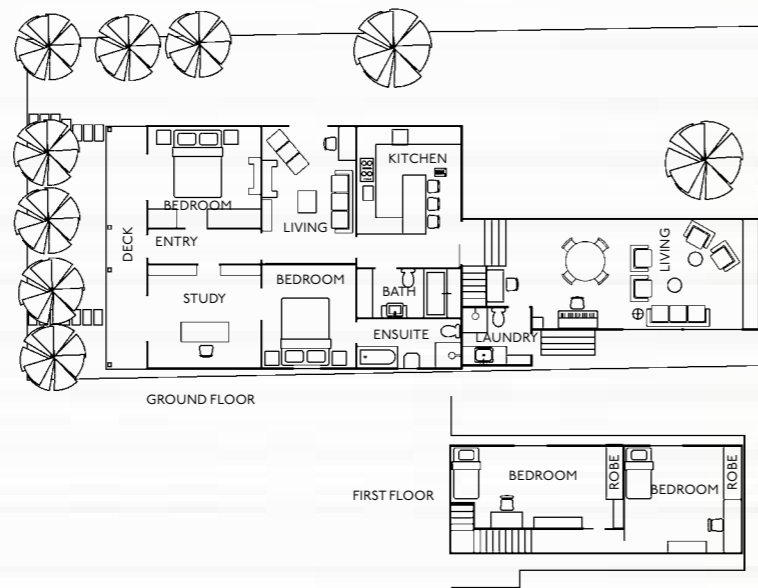 KITCHEN
BEDROOM
LIVING
DECK
ENTRY
LIVING
BEDROOM
STUDY
BATH
ENSUITE
LAUNDRY
GROUND FLOOR
FIRST FLOOR
BEDROOM
ROBE
BEDROOM
ROBE